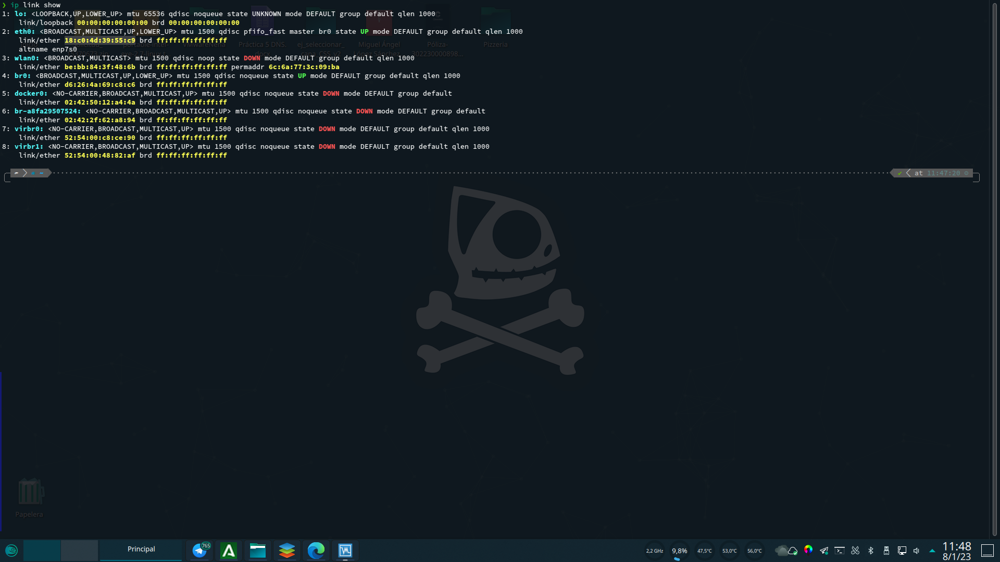 ❯ ip link show
1: lo: <LOOPBACK,UP,LOWER_UP> mtu 65536 qdisc noqueue state UNKNOWN mode DEFAULT group default qlen 1000
    link/loopback 00:00:00:00:00:00 brd 00:00:00:00:00:00
2: eth0: <BROADCAST,MULTICAST,UP,LOWER_UP> mtu 1500 qdisc pfifo_fast master br0 state UP mode DEFAULT group default qlen 1000
    link/ether 18:c0:4d:39:55:c9 brd ff:ff:ff:ff:ff:ff
    altname enp7s0
3: wlan0: <BROADCAST,MULTICAST> mtu 1500 qdisc noop state DOWN mode DEFAULT group default qlen 1000
    link/ether be:bb:84:3f:48:6b brd ff:ff:ff:ff:ff:ff permaddr 6c:6a:77:3c:09:ba
4: br0: <BROADCAST,MULTICAST,UP,LOWER_UP> mtu 1500 qdisc noqueue state UP mode DEFAULT group default qlen 1000
    link/ether d6:26:4a:69:c8:c6 brd ff:ff:ff:ff:ff:ff
5: docker0: <NO-CARRIER,BROADCAST,MULTICAST,UP> mtu 1500 qdisc noqueue state DOWN mode DEFAULT group default
    link/ether 02:42:50:12:a4:4a brd ff:ff:ff:ff:ff:ff
6: br-a8fa29507524: <NO-CARRIER,BROADCAST,MULTICAST,UP> mtu 1500 qdisc noqueue state DOWN mode DEFAULT group default
    link/ether 02:42:2f:62:a8:94 brd ff:ff:ff:ff:ff:ff
7: virbr0: <NO-CARRIER,BROADCAST,MULTICAST,UP> mtu 1500 qdisc noqueue state DOWN mode DEFAULT group default qlen 1000
    link/ether 52:54:00:c8:ce:90 brd ff:ff:ff:ff:ff:ff
8: virbr1: <NO-CARRIER,BROADCAST,MULTICAST,UP> mtu 1500 qdisc noqueue state DOWN mode DEFAULT group default qlen 1000
    link/ether 52:54:00:48:82:af brd ff:ff:ff:ff:ff:ff
~ at 11:47:20
Práctica 5 DNS.
docx
ej_seleccionar_
capa_CSS_v2
Miguel Ángel
López Sánchez
Póliza-
302230000898...
Pizzeria
Papelera
Principal
765
2,2 GHz
9,8%
47,5°C
53,0°C
56,0°C
11:48
8/1/23